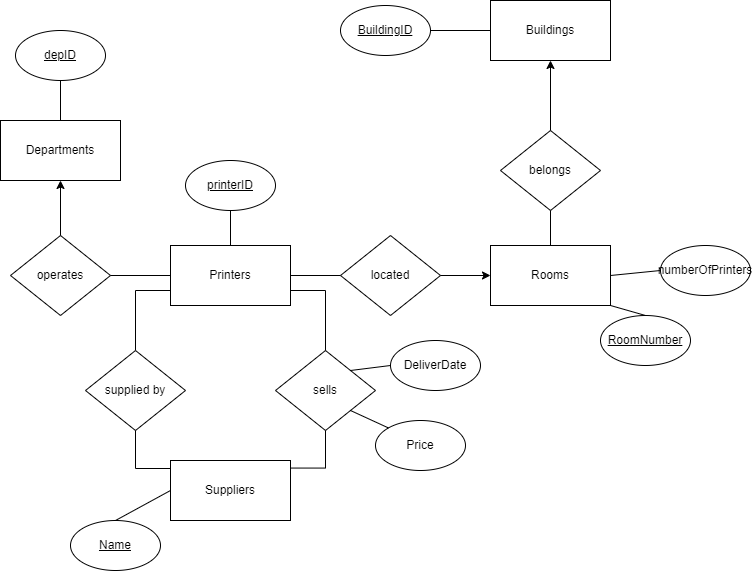 BuildingID
Buildings
depID
Departments
belongs
printerID
operates
Printers
located
Rooms
numberOfPrinters
RoomNumber
supplied by
sells
DeliverDate
Price
Suppliers
Name